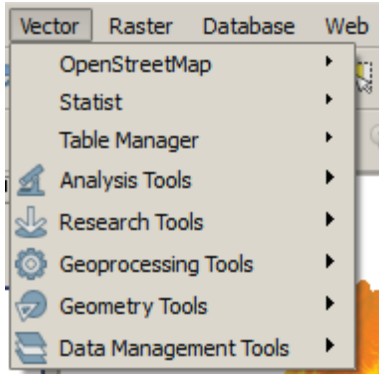 Vector Raster Database Web
OpenStreetMap
Statist
Table Manager
Analysis Tools
Research Tools
Geoprocessing Tools
Geometry Tools
Data Management Tools